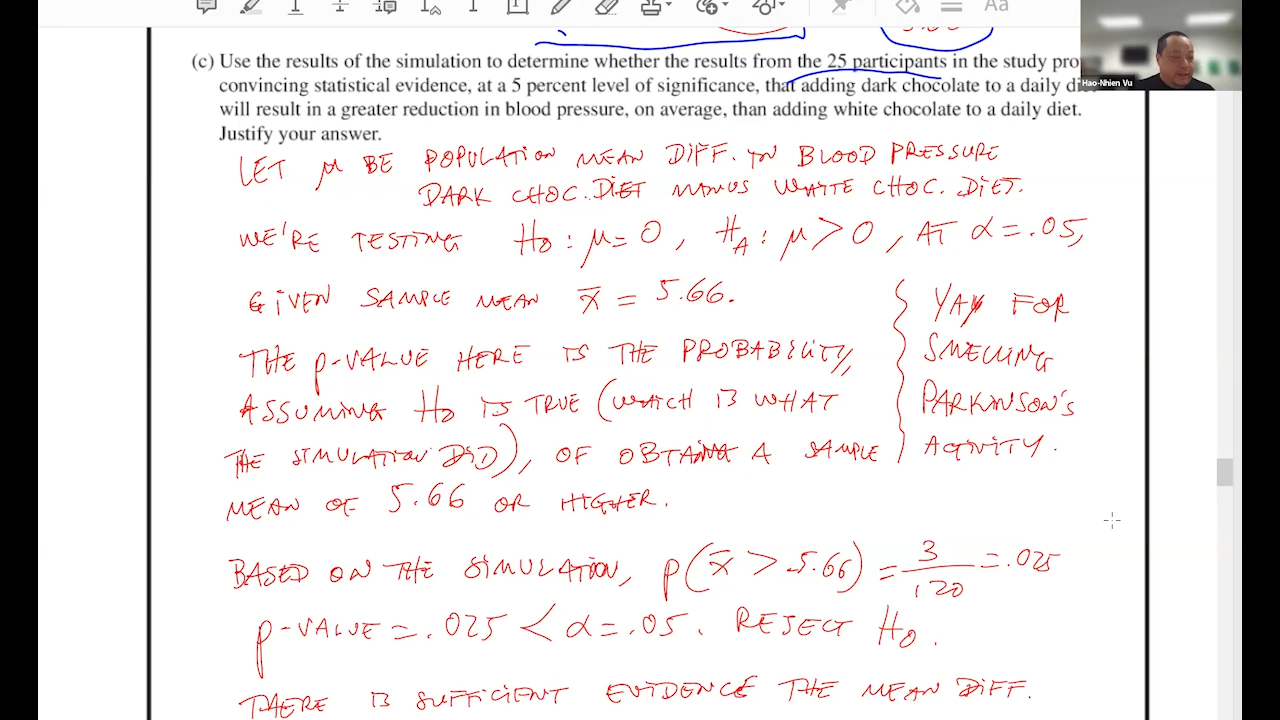 Aa
Hao-Nhien Vu
(c) Use the results of the simulation to determine whether the results from the 25 participants in the study pro
convincing statistical evidence, at a 5 percent level of significance, that adding dark chocolate to a daily d
will result in a greater reduction in blood pressure, on average, than adding white chocolate to a daily diet.
Justify your answer.
LET μ BE POPULATION MEAN DIFF. IN BLOOD PRESSURE
DARK CHOC. DIET MINUS WHITE CHOC. DIET.
WE'RE TESTING H0: μ = 0, HA: μ > 0, AT α = .05,
GIVEN SAMPLE MEAN x̄ = 5.66.
THE p-VALUE HERE IS THE PROBABILITY,
ASSUMING H0 IS TRUE (WHICH IS WHAT
THE SIMULATION DID), OF OBTAING A SAMPLE
MEAN OF 5.66 OR HIGHER.
YAY FOR
SMELLING
PARKINSON'S
ACTIVITY.
BASED ON THE SIMULATION, p(x̄ > 5.66) = 3/120 = .025
p-VALUE = .025 < α = .05. REJECT H0.
THERE IS SUFFICIENT EVIDENCE THE MEAN DIFF.